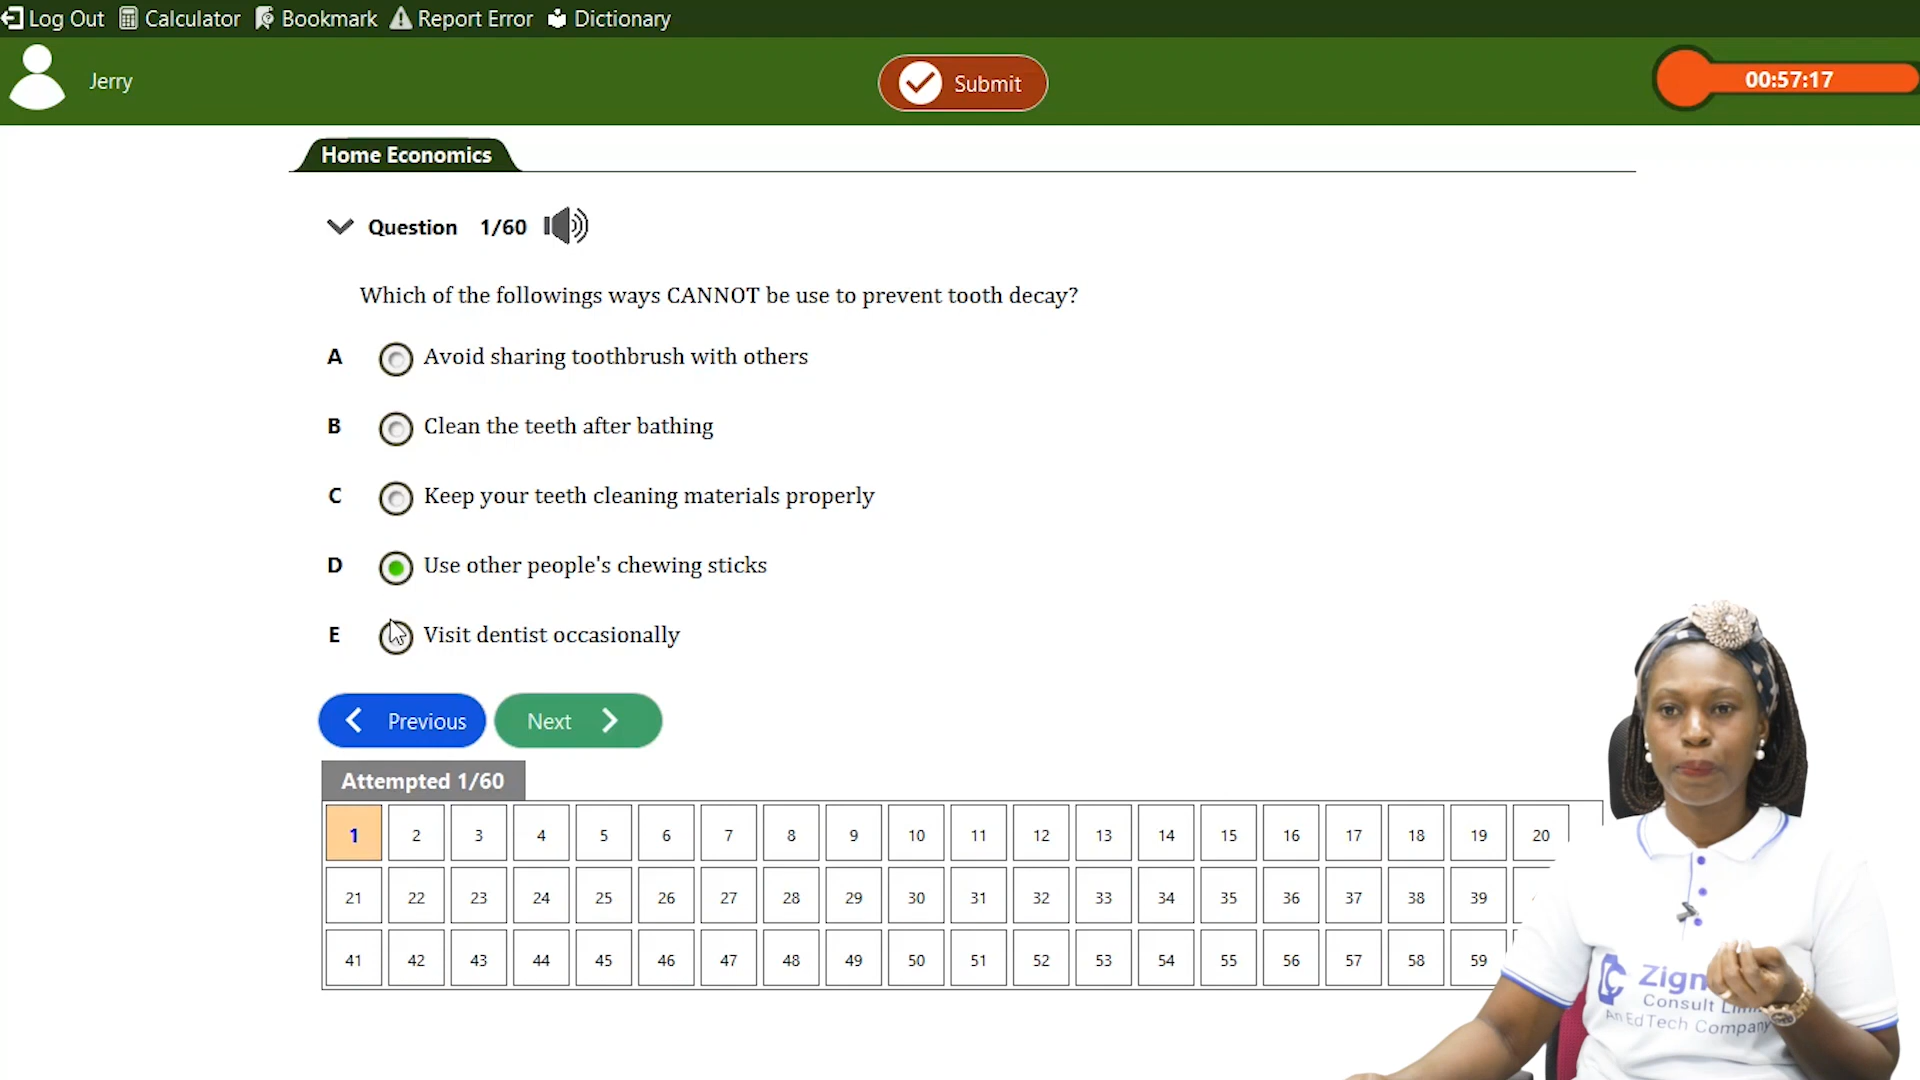 Log Out Calculator Bookmark Report Error Dictionary
Jerry
Submit
00:57:17
Home Economics
Question 1/60
Which of the followings ways CANNOT be use to prevent tooth decay?
A Avoid sharing toothbrush with others
B Clean the teeth after bathing
C Keep your teeth cleaning materials properly
D Use other people's chewing sticks
E Visit dentist occasionally
Previous Next
Attempted 1/60
1 2 3 4 5 6 7 8 9 10 11 12 13 14 15 16 17 18 19 20
21 22 23 24 25 26 27 28 29 30 31 32 33 34 35 36 37 38 39
41 42 43 44 45 46 47 48 49 50 51 52 53 54 55 56 57 58 59
Consult
An EdTech Company